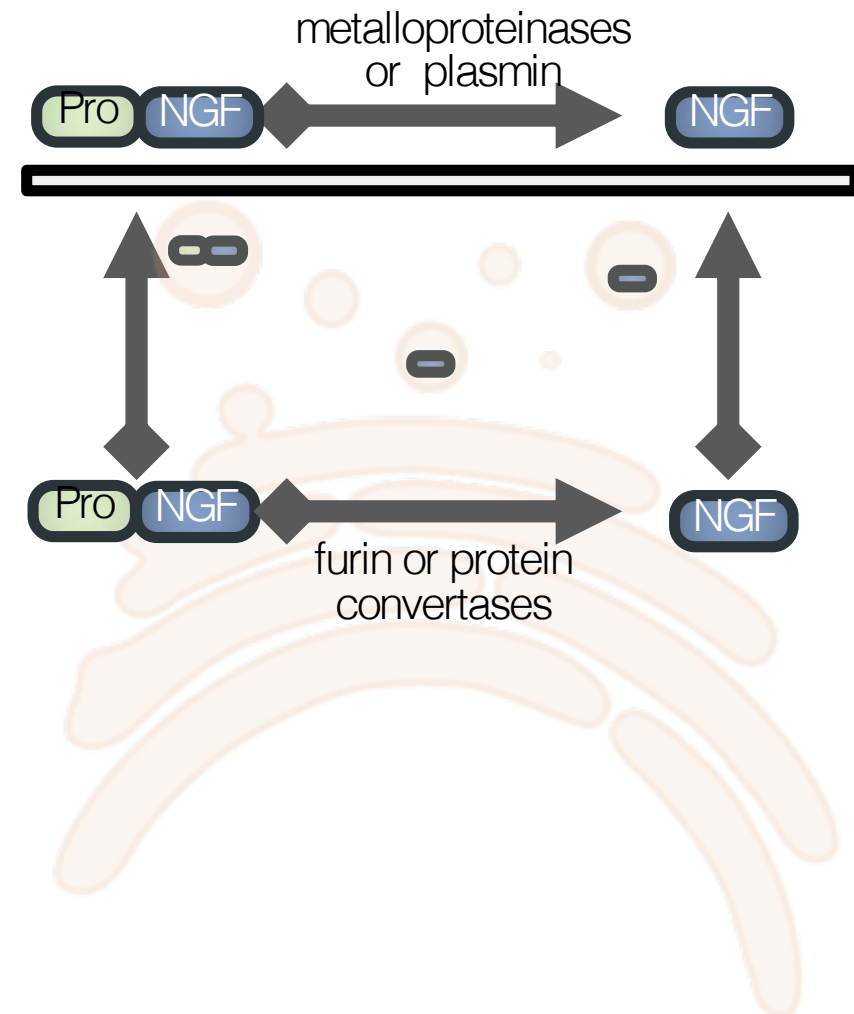 metalloproteinases
or plasmin
Pro NGF
NGF
Pro NGF
NGF
furin or protein
convertases